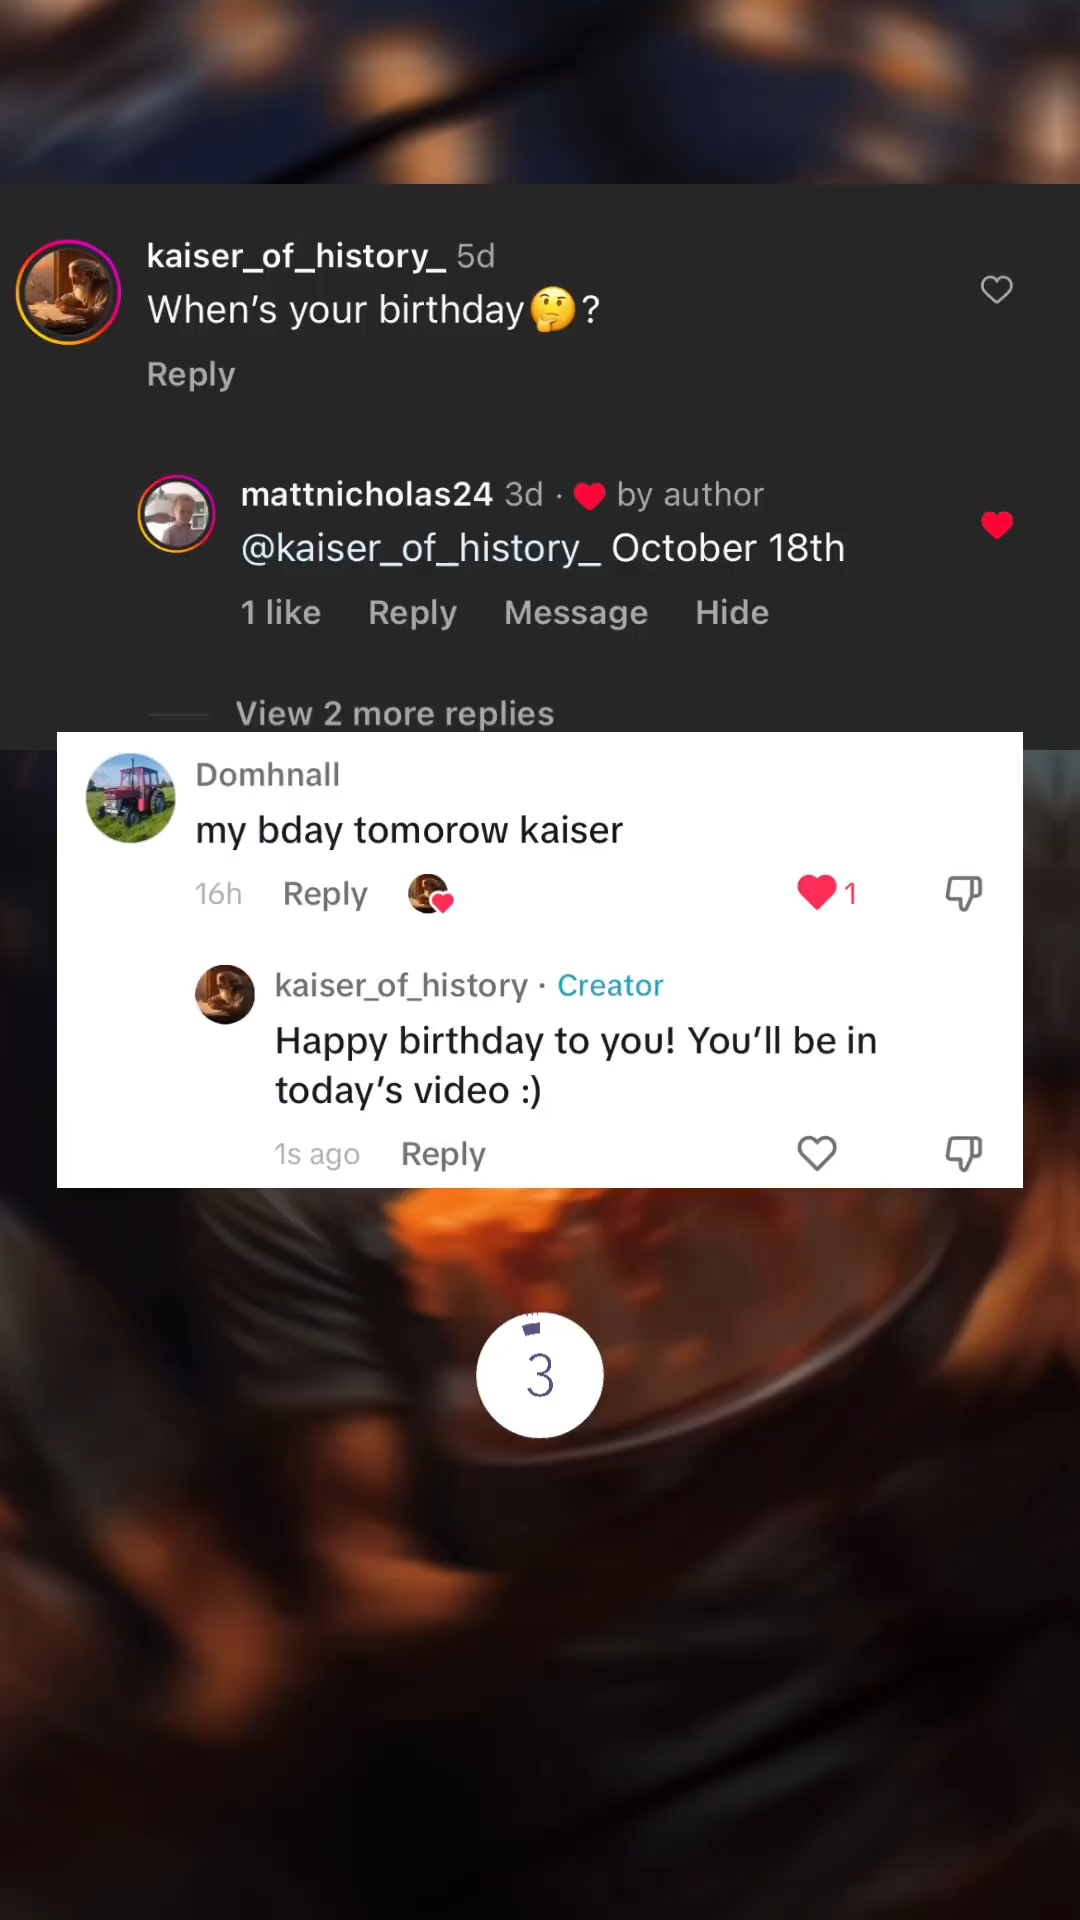 kaiser_of_history_ 5d
When's your birthday🤔?
Reply
mattnicholas24 3d · ❤️ by author
@kaiser_of_history_ October 18th
1 like Reply Message Hide
View 2 more replies
Domhnall
my bday tomorow kaiser
16h Reply 1
kaiser_of_history · Creator
Happy birthday to you! You'll be in
today's video :)
1s ago Reply
3